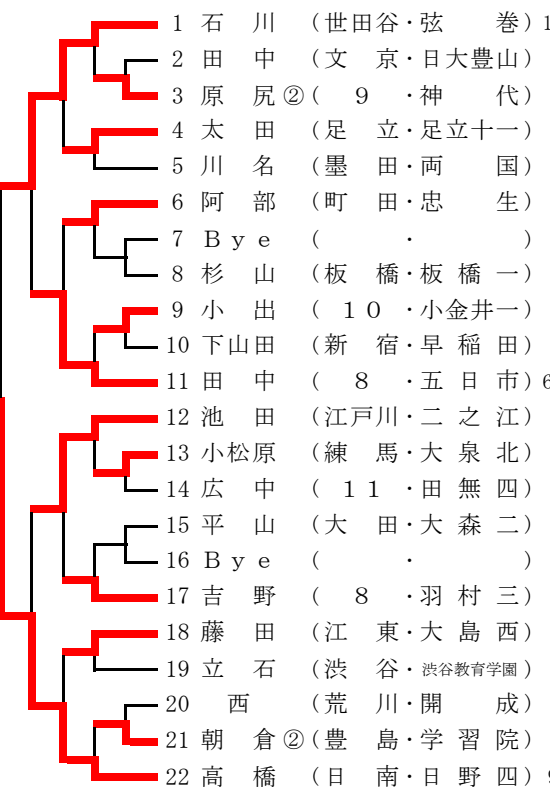 1 石川 (世田谷・弦巻) 1
2 田中 (文京・日大豊山)
3 原尻② (9・神代)
4 太田 (足立・足立十一)
5 川名 (墨田・両国)
6 阿部 (町田・忠生)
7 Bye ( ・ )
8 杉山 (板橋・板橋一)
9 小出 (10・小金井一)
10 下山田 (新宿・早稲田)
11 田中 (8・五日市) 6
12 池田 (江戸川・二之江)
13 小松原 (練馬・大泉北)
14 広中 (11・田無四)
15 平山 (大田・大森二)
16 Bye ( ・ )
17 吉野 (8・羽村三)
18 藤田 (江東・大島西)
19 立石 (渋谷・渋谷教育学園)
20 西 (荒川・開成)
21 朝倉② (豊島・学習院)
22 高橋 (日南・日野四) 9